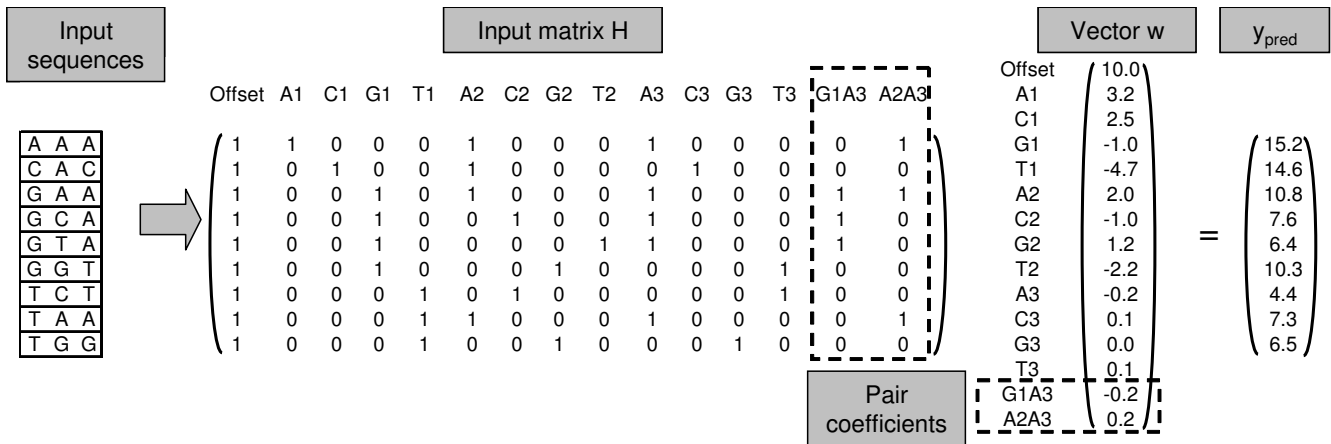 Input sequences
Input matrix H
Vector w
y_pred
Offset A1 C1 G1 T1 A2 C2 G2 T2 A3 C3 G3 T3 G1A3 A2A3
A A A
C A C
G A A
G C A
G T A
G G T
T C T
T A A
T G G
1 1 0 0 0 1 0 0 0 1 0 0 0 0 1
1 0 1 0 0 1 0 0 0 0 1 0 0 0 0
1 0 0 1 0 1 0 0 0 1 0 0 0 1 1
1 0 0 1 0 0 1 0 0 1 0 0 0 1 0
1 0 0 1 0 0 0 0 1 1 0 0 0 1 0
1 0 0 1 0 0 0 1 0 0 0 0 1 0 0
1 0 0 0 1 0 1 0 0 0 0 0 1 0 0
1 0 0 0 1 1 0 0 0 1 0 0 0 0 1
1 0 0 0 1 0 0 1 0 0 0 1 0 0 0
Pair coefficients
Offset 10.0
A1 3.2
C1 2.5
G1 -1.0
T1 -4.7
A2 2.0
C2 -1.0
G2 1.2
T2 -2.2
A3 -0.2
C3 0.1
G3 0.0
T3 0.1
G1A3 -0.2
A2A3 0.2
=
15.2
14.6
10.8
7.6
6.4
10.3
4.4
7.3
6.5